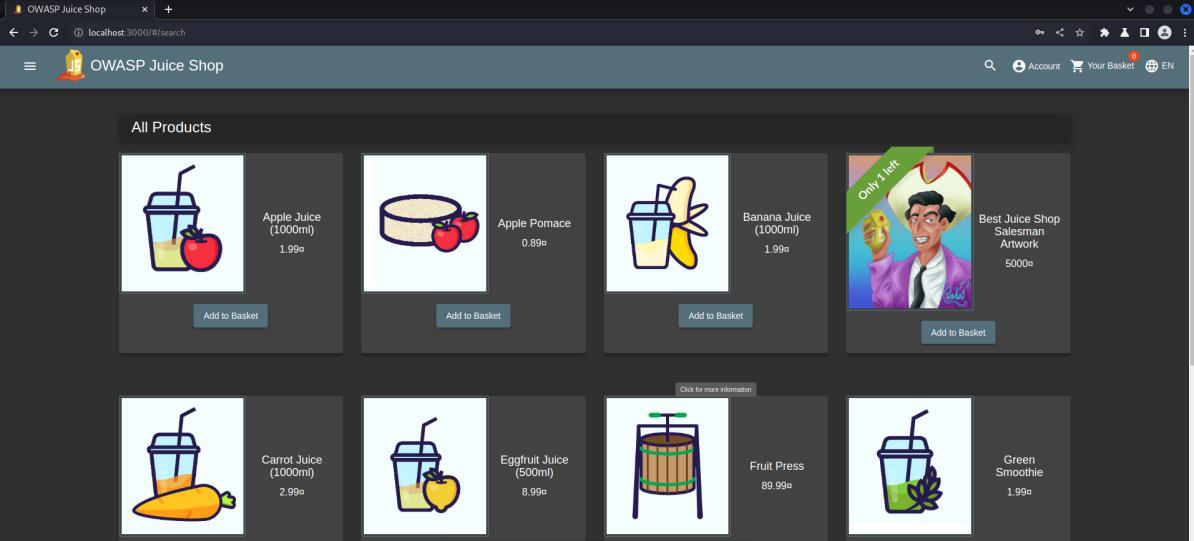 OWASP Juice Shop
localhost:3000/#/search
JS
OWASP Juice Shop
Account
0
Your Basket
EN
All Products
Apple Juice
(1000ml)
1.99¤
Add to Basket
Apple Pomace
0.89¤
Add to Basket
Banana Juice
(1000ml)
1.99¤
Add to Basket
Only 1 left
Best Juice Shop
Salesman
Artwork
5000¤
Add to Basket
Click for more information
Carrot Juice
(1000ml)
2.99¤
Eggfruit Juice
(500ml)
8.99¤
Fruit Press
89.99¤
Green
Smoothie
1.99¤